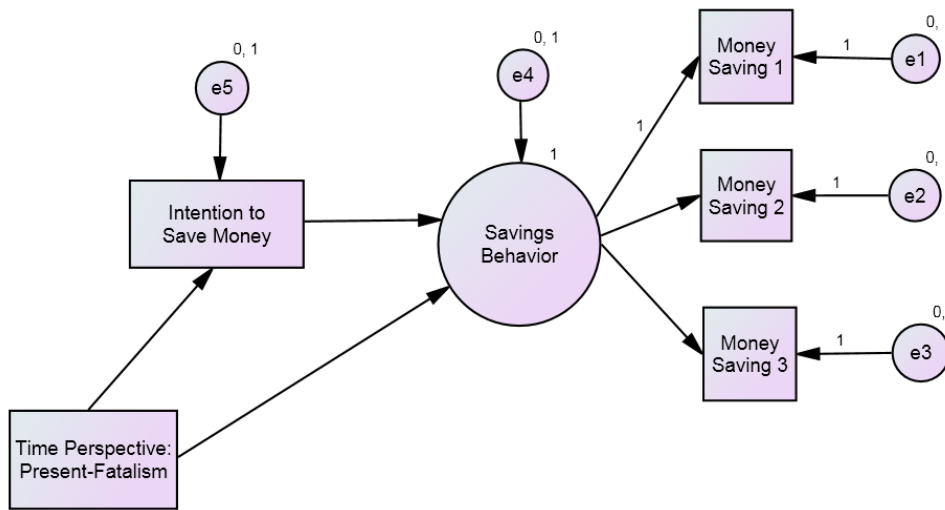 0, 1
e5
0, 1
e4
1
Money
Saving 1
1
0,
e1
1
Money
Saving 2
1
0,
e2
Intention to
Save Money
Savings
Behavior
Money
Saving 3
1
0,
e3
Time Perspective:
Present-Fatalism